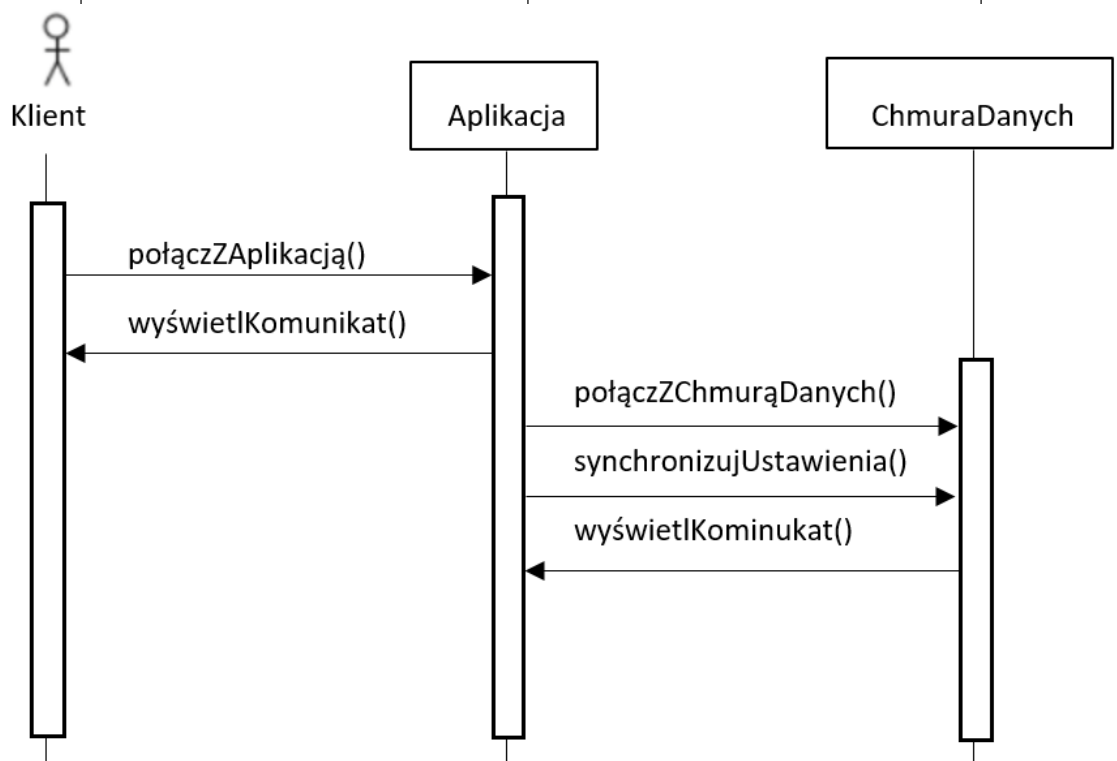 Klient
Aplikacja
ChmuraDanych
połączZAplikacją()
wyświetlKomunikat()
połączZChmurąDanych()
synchronizujUstawienia()
wyświetlKominukat()